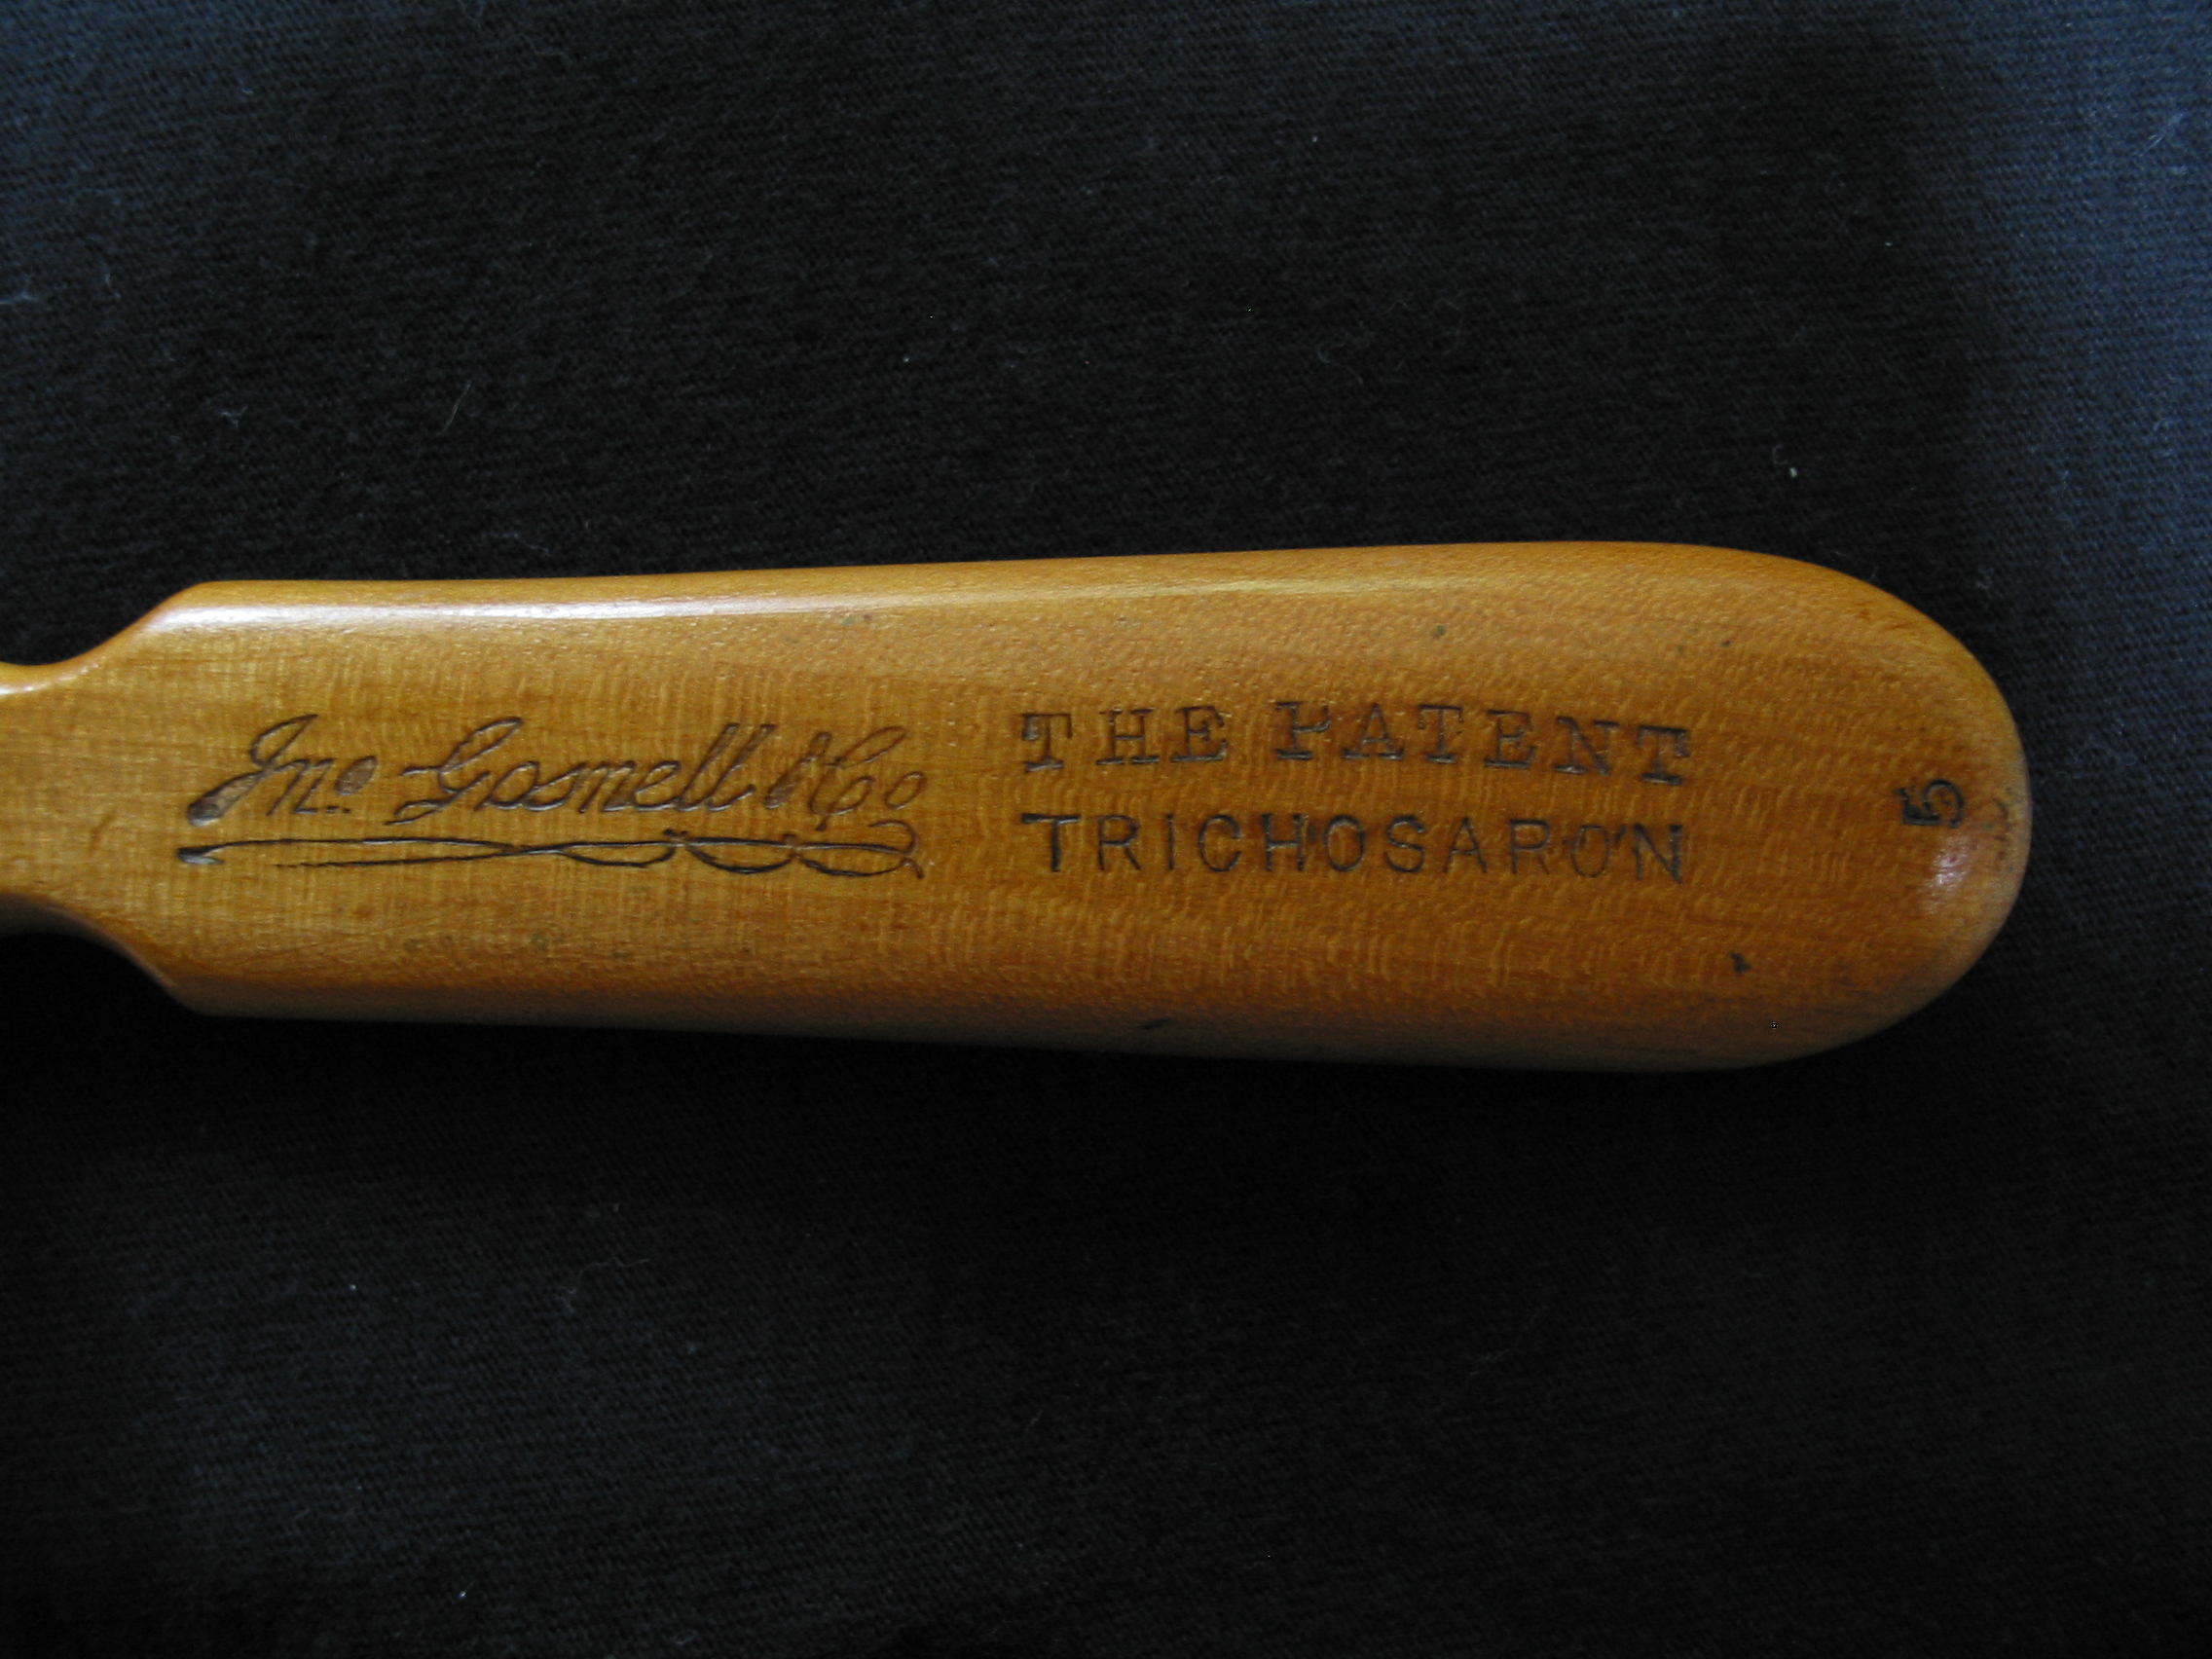 Jno. Gosnell & Co
THE PATENT
TRICHOSARON
5